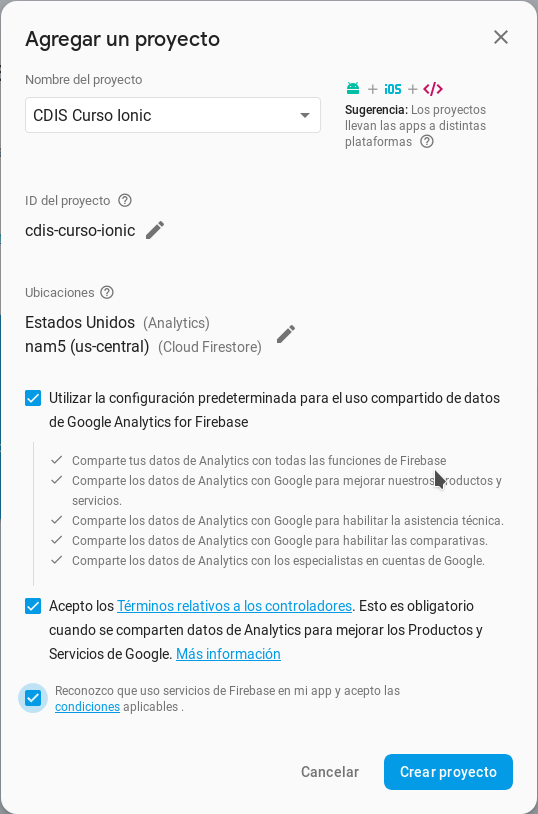 Agregar un proyecto
Nombre del proyecto
CDIS Curso Ionic
+ iOS + </>
Sugerencia: Los proyectos
llevan las apps a distintas
plataformas
ID del proyecto
cdis-curso-ionic
Ubicaciones
Estados Unidos (Analytics)
nam5 (us-central) (Cloud Firestore)
Utilizar la configuración predeterminada para el uso compartido de datos
de Google Analytics for Firebase
Comparte tus datos de Analytics con todas las funciones de Firebase
Comparte los datos de Analytics con Google para mejorar nuestros productos y
servicios.
Comparte los datos de Analytics con Google para habilitar la asistencia técnica.
Comparte los datos de Analytics con Google para habilitar las comparativas.
Comparte los datos de Analytics con los especialistas en cuentas de Google.
Acepto los Términos relativos a los controladores. Esto es obligatorio
cuando se comparten datos de Analytics para mejorar los Productos y
Servicios de Google. Más información
Reconozco que uso servicios de Firebase en mi app y acepto las
condiciones aplicables .
Cancelar
Crear proyecto